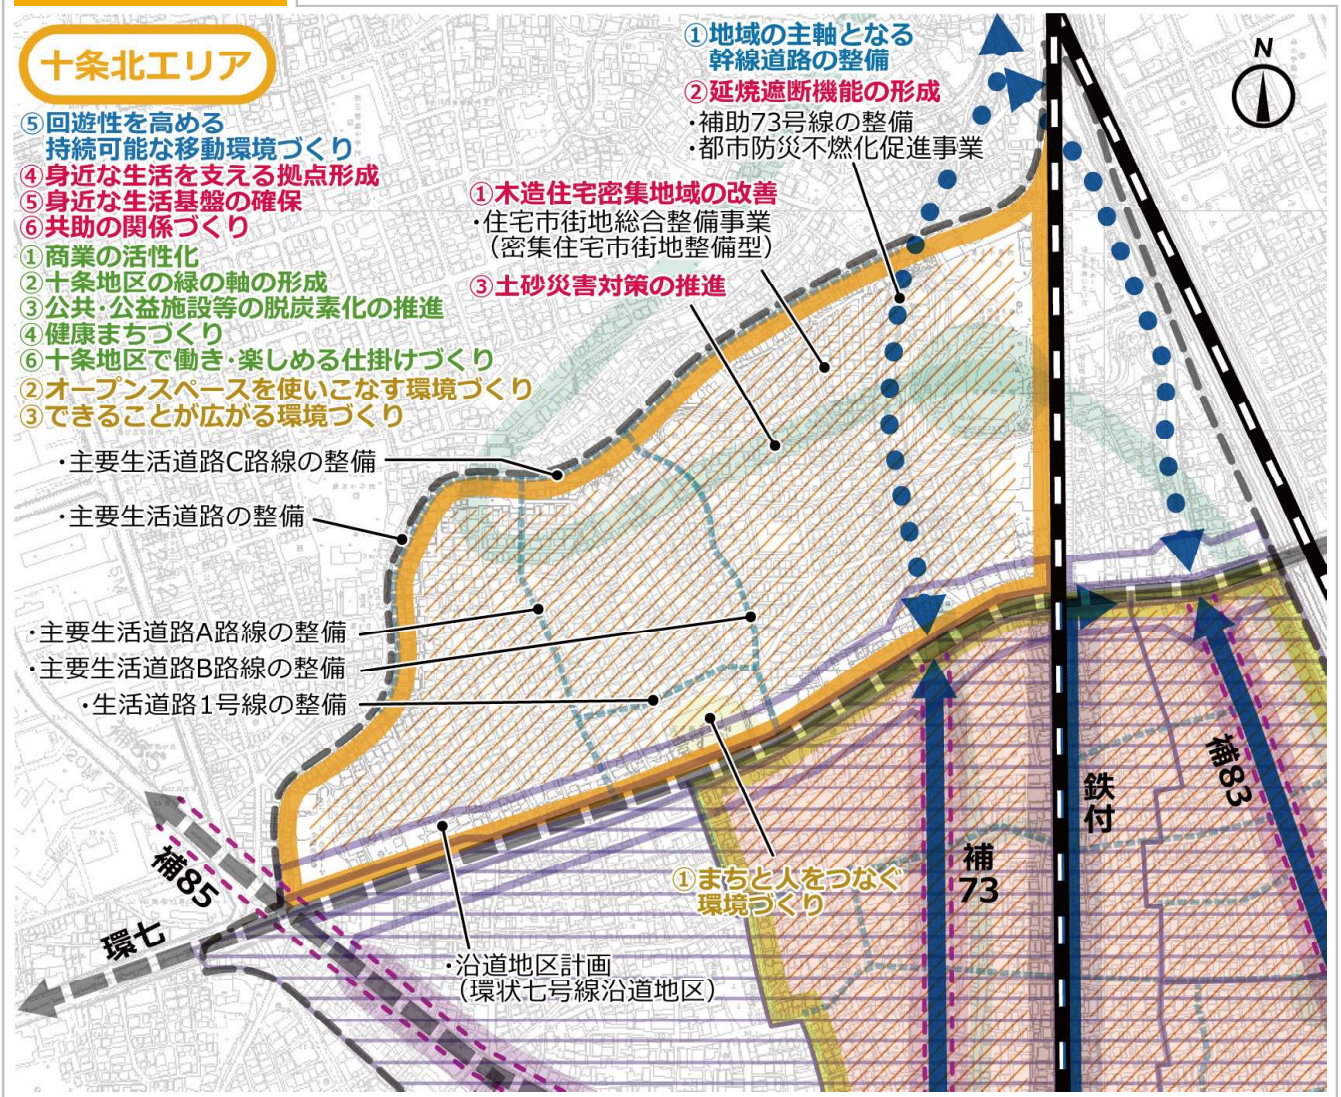 十条北エリア
⑤回遊性を高める
持続可能な移動環境づくり
④身近な生活を支える拠点形成
⑤身近な生活基盤の確保
⑥共助の関係づくり
①商業の活性化
②十条地区の緑の軸の形成
③公共・公益施設等の脱炭素化の推進
④健康まちづくり
⑥十条地区で働き・楽しめる仕掛けづくり
②オープンスペースを使いこなす環境づくり
③できることが広がる環境づくり
①地域の主軸となる
幹線道路の整備
②延焼遮断機能の形成
・補助73号線の整備
・都市防災不燃化促進事業
N
①木造住宅密集地域の改善
・住宅市街地総合整備事業
（密集住宅市街地整備型）
③土砂災害対策の推進
・主要生活道路C路線の整備
・主要生活道路の整備
・主要生活道路A路線の整備
・主要生活道路B路線の整備
・生活道路1号線の整備
①まちと人をつなぐ
環境づくり
・沿道地区計画
（環状七号線沿道地区）
補85
環七
補
73
鉄付
補83